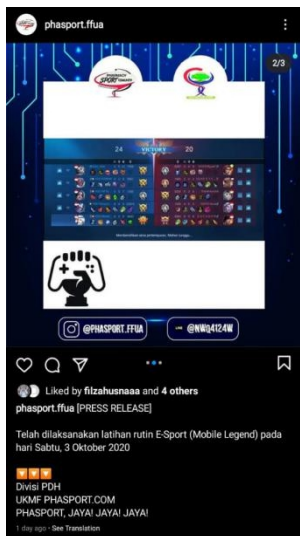 phasport.ffua
2/3
SPORT
24 VICTORY 20
@PHASPORT.FFUA
@NWQ4124W
Liked by filzahusnaaa and 4 others
phasport.ffua [PRESS RELEASE]
Telah dilaksanakan latihan rutin E-Sport (Mobile Legend) pada
hari Sabtu, 3 Oktober 2020
🔽🔽🔽
Divisi PDH
UKMF PHASPORT.COM
PHASPORT, JAYA! JAYA! JAYA!
1 day ago • See Translation